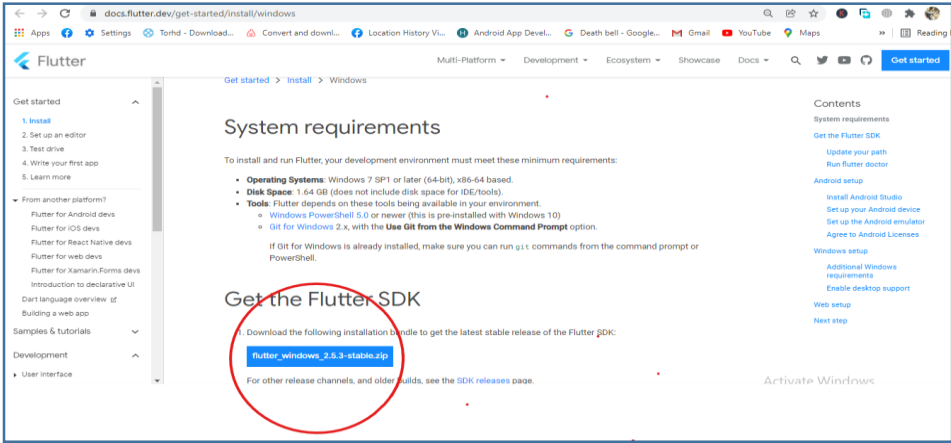 docs.flutter.dev/get-started/install/windows
Apps Settings Torhd - Download... Convert and downl... Location History Vi... Android App Devel... Death bell - Google... Gmail YouTube Maps » Reading
Flutter Multi-Platform Development Ecosystem Showcase Docs Get started
Get started > Install > Windows
Get started
1. Install
2. Set up an editor
3. Test drive
4. Write your first app
5. Learn more
From another platform?
Flutter for Android devs
Flutter for iOS devs
Flutter for React Native devs
Flutter for web devs
Flutter for Xamarin.Forms devs
Introduction to declarative UI
Dart language overview
Building a web app
Samples & tutorials
Development
User interface
System requirements
To install and run Flutter, your development environment must meet these minimum requirements:
• Operating Systems: Windows 7 SP1 or later (64-bit), x86-64 based.
• Disk Space: 1.64 GB (does not include disk space for IDE/tools).
• Tools: Flutter depends on these tools being available in your environment.
○ Windows PowerShell 5.0 or newer (this is pre-installed with Windows 10)
○ Git for Windows 2.x, with the Use Git from the Windows Command Prompt option.
If Git for Windows is already installed, make sure you can run git commands from the command prompt or
PowerShell.
Get the Flutter SDK
1. Download the following installation bundle to get the latest stable release of the Flutter SDK:
flutter_windows_2.5.3-stable.zip
For other release channels, and older builds, see the SDK releases page.
Contents
System requirements
Get the Flutter SDK
Update your path
Run flutter doctor
Android setup
Install Android Studio
Set up your Android device
Set up the Android emulator
Agree to Android Licenses
Windows setup
Additional Windows
requirements
Enable desktop support
Web setup
Next step
Activate Windows